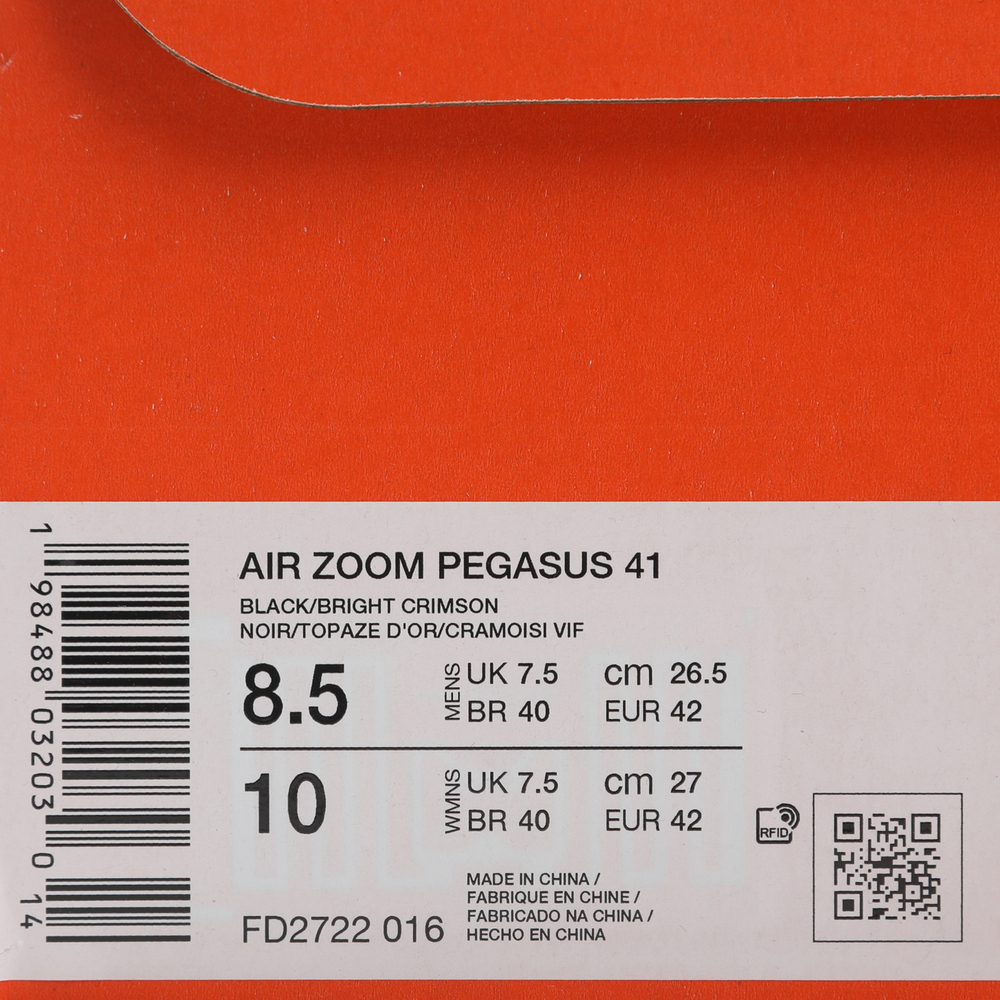 AIR ZOOM PEGASUS 41
BLACK/BRIGHT CRIMSON
NOIR/TOPAZE D'OR/CRAMOISI VIF
8.5
MENS
UK 7.5 cm 26.5
BR 40 EUR 42
10
WMNS
UK 7.5 cm 27
BR 40 EUR 42
RFID
MADE IN CHINA /
FABRIQUE EN CHINE /
FABRICADO NA CHINA /
HECHO EN CHINA
FD2722 016
1 98488 03203 0 14